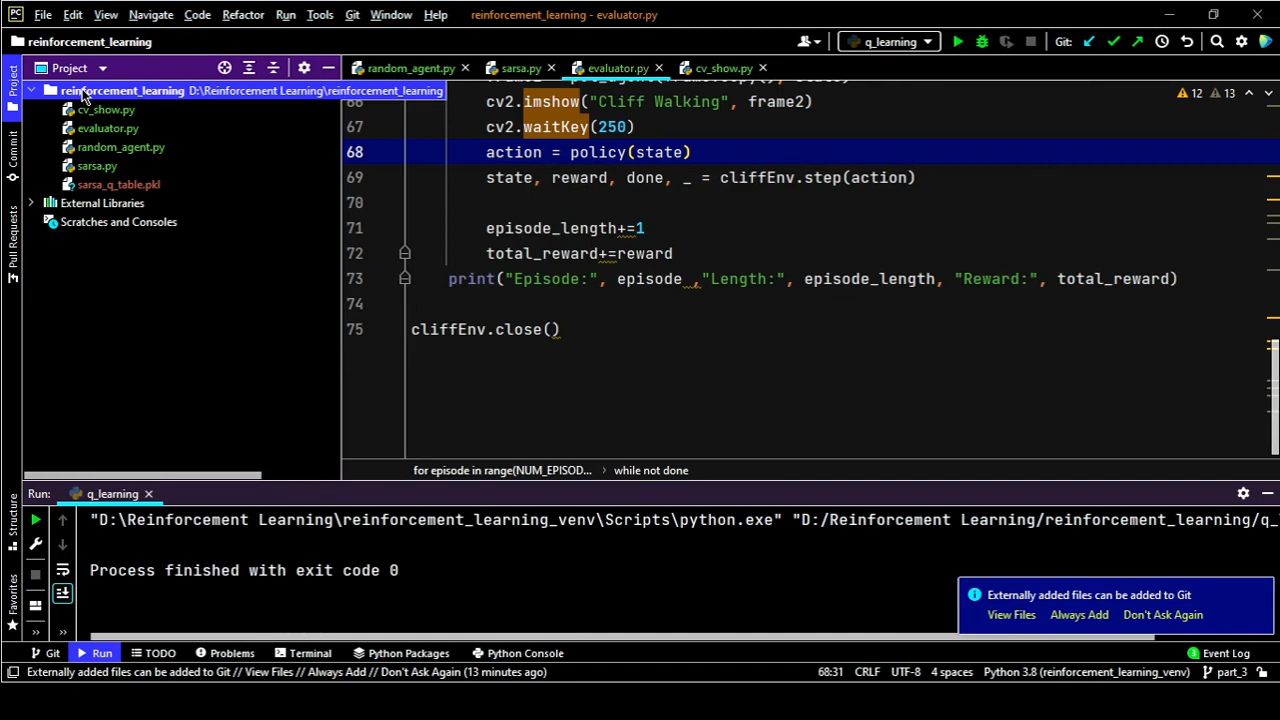 PC File Edit View Navigate Code Refactor Run Tools Git Window Help reinforcement_learning - evaluator.py
reinforcement_learning q_learning Git:
Project random_agent.py sarsa.py evaluator.py cv_show.py
reinforcement_learning D:\Reinforcement Learning\reinforcement_learning
12 13
cv_show.py
evaluator.py
random_agent.py
sarsa.py
sarsa_q_table.pkl
External Libraries
Scratches and Consoles
66 cv2.imshow("Cliff Walking", frame2)
67 cv2.waitKey(250)
68 action = policy(state)
69 state, reward, done, _ = cliffEnv.step(action)
70
71 episode_length+=1
72 total_reward+=reward
73 print("Episode:", episode ,"Length:", episode_length, "Reward:", total_reward)
74
75 cliffEnv.close()
for episode in range(NUM_EPISOD... › while not done
Project
Commit
Pull Requests
Structure
Favorites
Run: q_learning
"D:\Reinforcement Learning\reinforcement_learning_venv\Scripts\python.exe" "D:/Reinforcement Learning/reinforcement_learning/q_
Process finished with exit code 0
Externally added files can be added to Git
View Files Always Add Don't Ask Again
Git Run TODO Problems Terminal Python Packages Python Console 3 Event Log
Externally added files can be added to Git // View Files // Always Add // Don't Ask Again (13 minutes ago) 68:31 CRLF UTF-8 4 spaces Python 3.8 (reinforcement_learning_venv) part_3